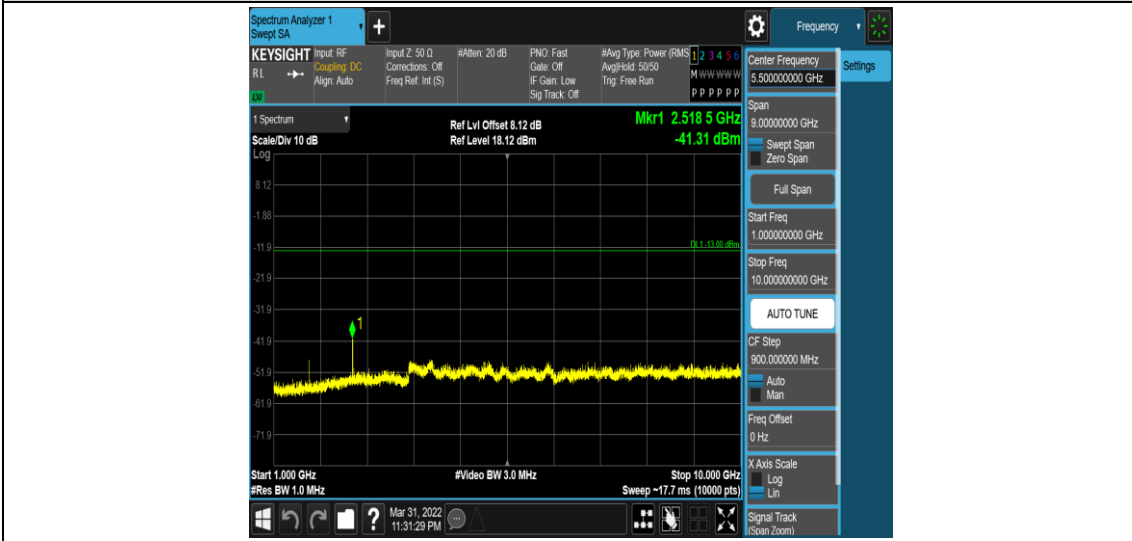 Spectrum Analyzer 1
Swept SA
+
Frequency
KEYSIGHT
RL
Input: RF
Coupling: DC
Align: Auto
Input Z: 50 Ω
Corrections: Off
Freq Ref: Int (S)
#Atten: 20 dB
PNO: Fast
Gate: Off
IF Gain: Low
Sig Track: Off
#Avg Type: Power (RMS
Avg|Hold: 50/50
Trig: Free Run
1 2 3 4 5 6
M W W W W W
P P P P P P
1 Spectrum
Scale/Div 10 dB
Log
Ref Lvl Offset 8.12 dB
Ref Level 18.12 dBm
Mkr1 2.518 5 GHz
-41.31 dBm
8.12
-1.88
-11.9
-21.9
-31.9
-41.9
-51.9
-61.9
-71.9
DL1 -13.00 dBm
1
Start 1.000 GHz
#Res BW 1.0 MHz
#Video BW 3.0 MHz
Stop 10.000 GHz
Sweep ~17.7 ms (10000 pts)
?
Mar 31, 2022
11:31:29 PM
Center Frequency
5.500000000 GHz
Settings
Span
9.00000000 GHz
Swept Span
Zero Span
Full Span
Start Freq
1.000000000 GHz
Stop Freq
10.000000000 GHz
AUTO TUNE
CF Step
900.000000 MHz
Auto
Man
Freq Offset
0 Hz
X Axis Scale
Log
Lin
Signal Track
(Span Zoom)